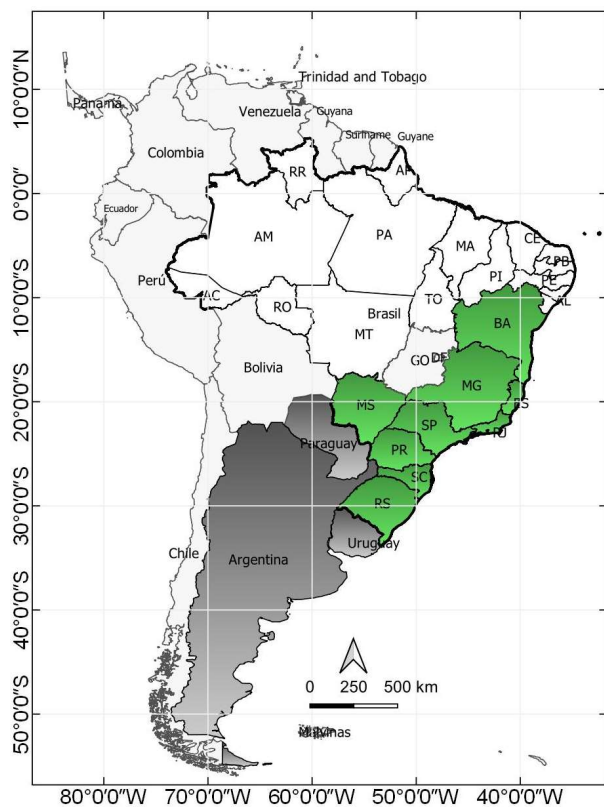 Trinidad and Tobago
Panamá
Venezuela
Guyana
Suriname
Guyane
Colombia
RR
AP
Ecuador
AM
PA
MA
CE
PB
PI
PE
Perú
AC
RO
TO
AL
Brasil
BA
MT
GO
DF
Bolivia
MG
MS
ES
SP
RJ
Paraguay
PR
SC
RS
Uruguay
Chile
Argentina
0 250 500 km
10°0'0"N
0°0'0"
10°0'0"S
20°0'0"S
30°0'0"S
40°0'0"S
50°0'0"S
80°0'0"W 70°0'0"W 60°0'0"W 50°0'0"W 40°0'0"W